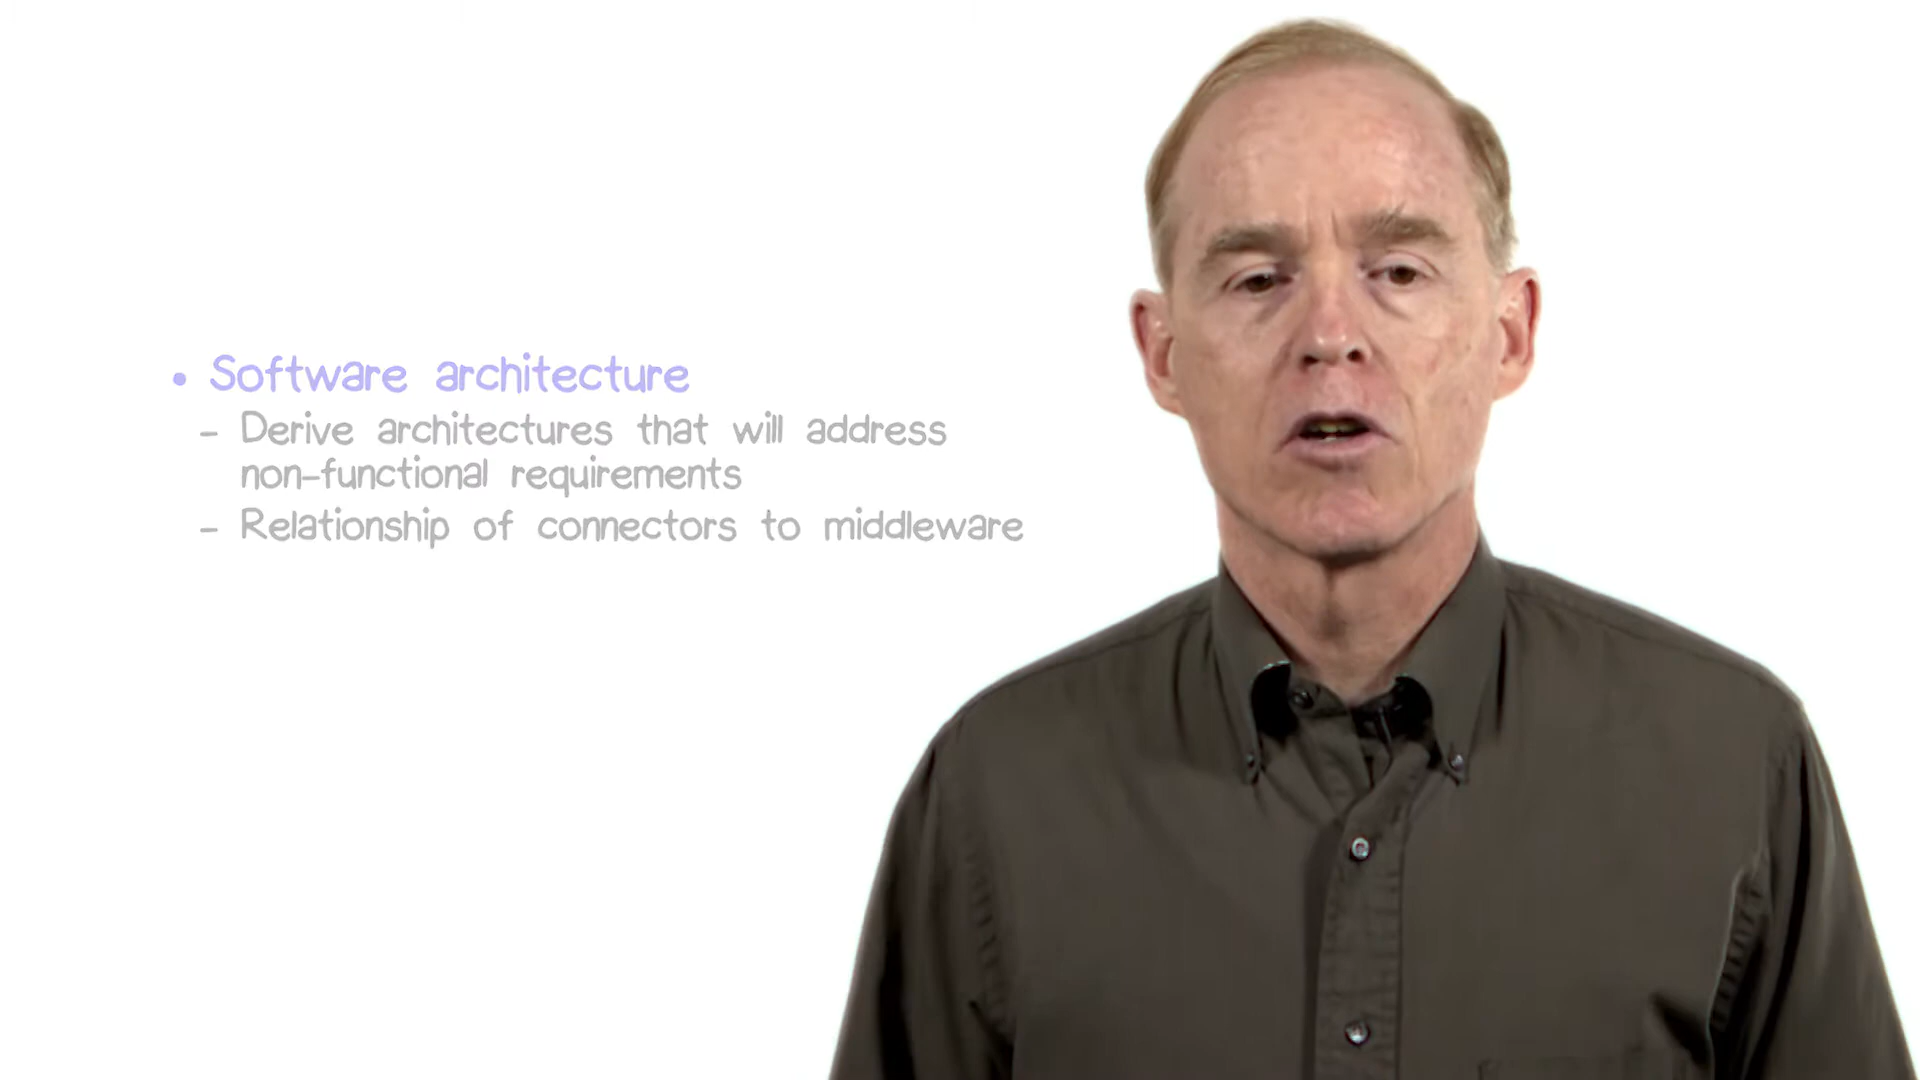 • Software architecture
- Derive architectures that will address
non-functional requirements
- Relationship of connectors to middleware